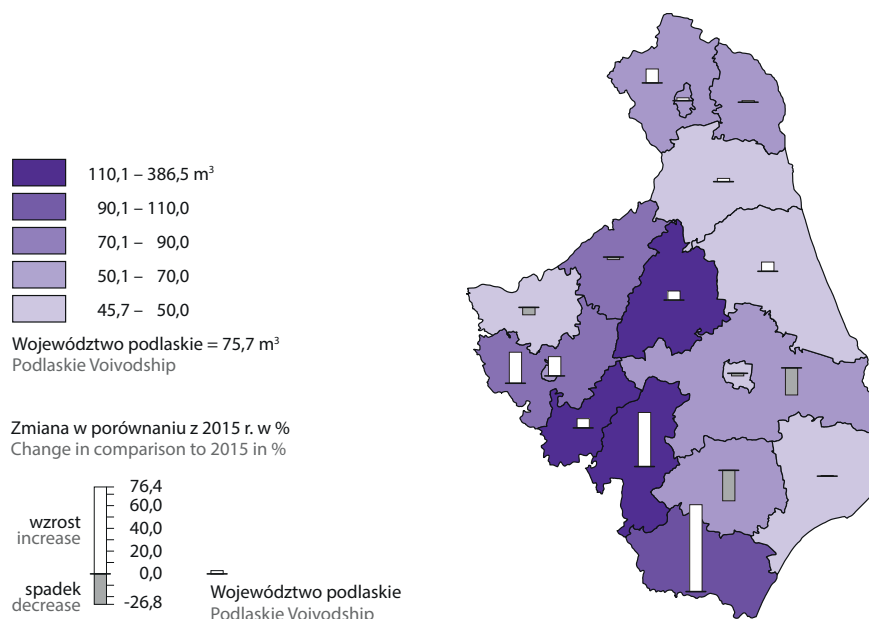 110,1 – 386,5 m³
90,1 – 110,0
70,1 – 90,0
50,1 – 70,0
45,7 – 50,0
Województwo podlaskie = 75,7 m³
Podlaskie Voivodship
Zmiana w porównaniu z 2015 r. w %
Change in comparison to 2015 in %
76,4
60,0
40,0
20,0
0,0
-26,8
wzrost
increase
spadek
decrease
Województwo podlaskie
Podlaskie Voivodship